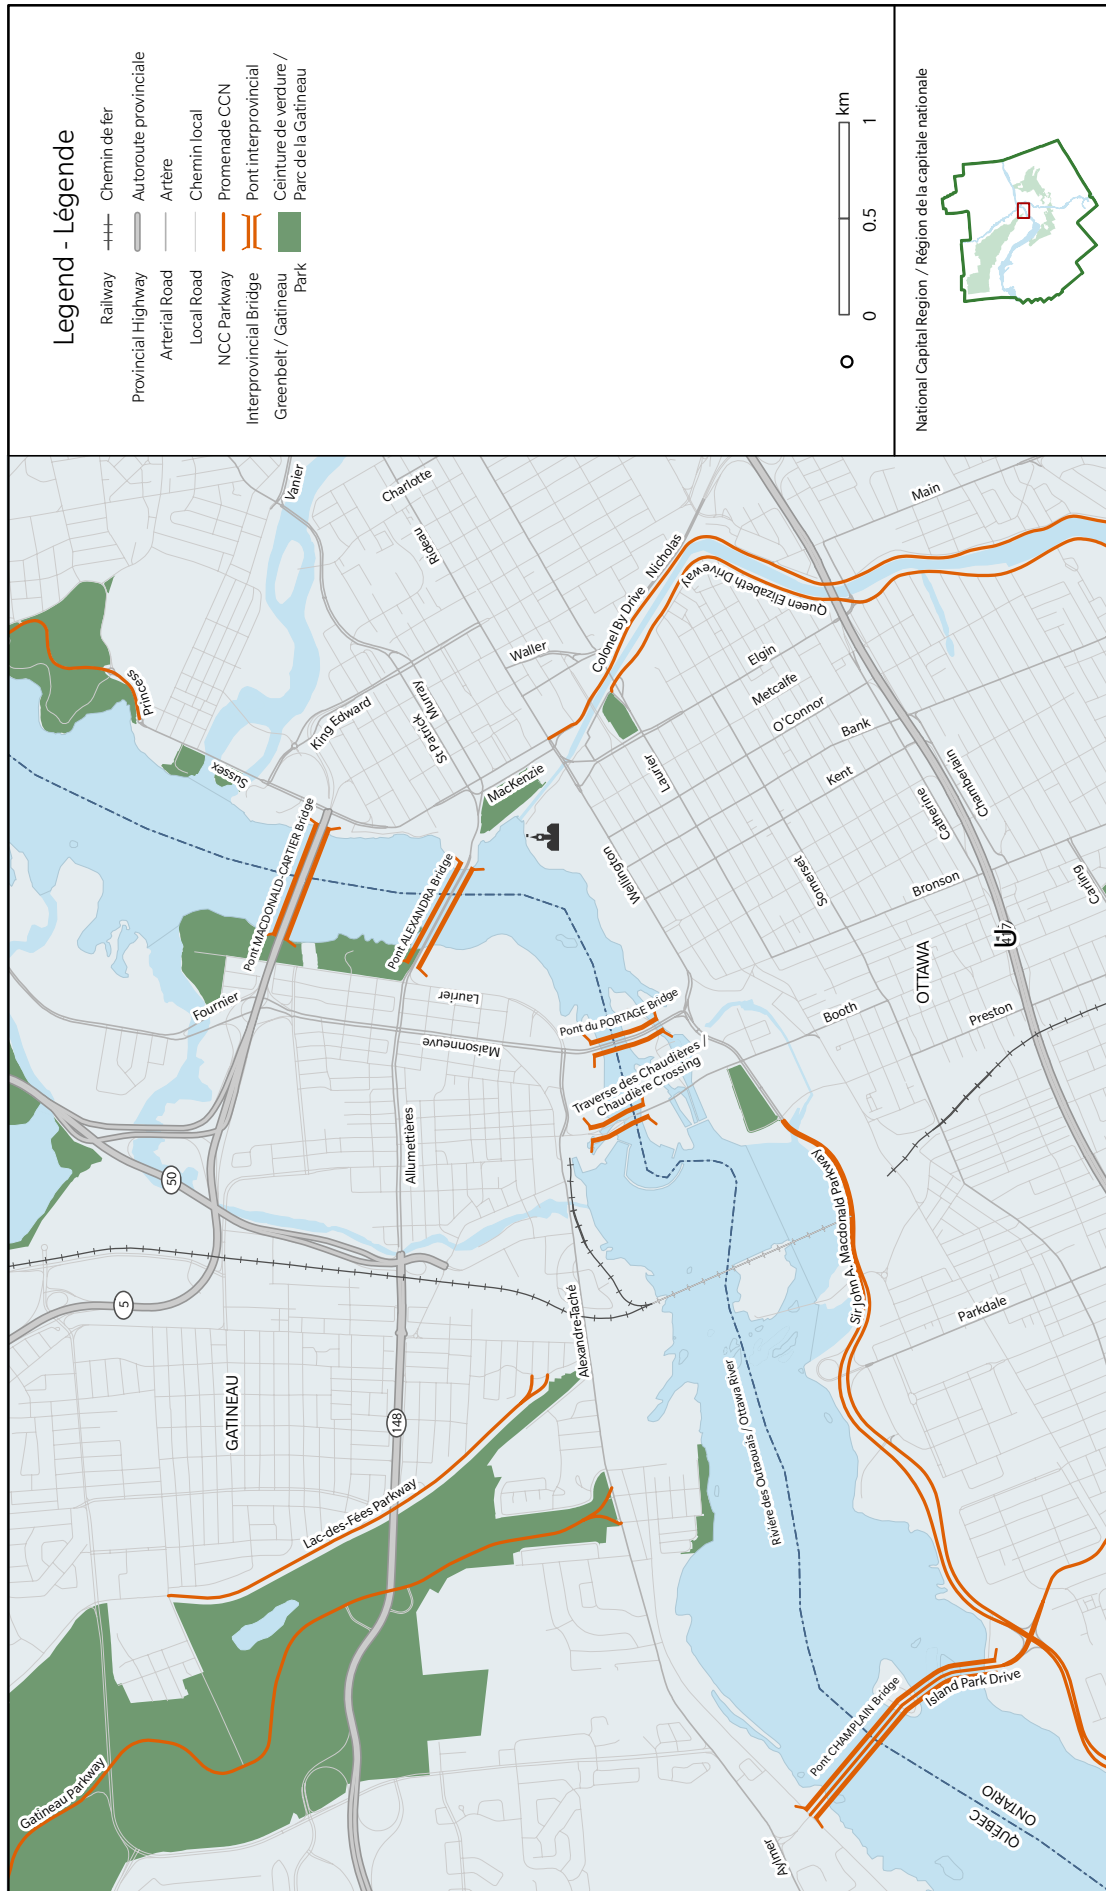 Legend - Légende
Railway Chemin de fer
Provincial Highway Autoroute provinciale
Arterial Road Artère
Local Road Chemin local
NCC Parkway Promenade CCN
Interprovincial Bridge Pont interprovincial
Greenbelt / Gatineau Ceinture de verdure /
Park Parc de la Gatineau
0 0.5 1
km
National Capital Region / Région de la capitale nationale
Gatineau Parkway
Lac-des-Fées Parkway
GATINEAU
5
50
148
Allumettières
Alexandre-Taché
Fournier
Maisonneuve
Laurier
Pont MACDONALD-CARTIER Bridge
Pont ALEXANDRA Bridge
Sussex
Princess
Vanier
King Edward
St Patrick
Murray
Rideau
Charlotte
Waller
MacKenzie
Colonel By Drive
Nicholas
Queen Elizabeth Driveway
Main
Elgin
Metcalfe
O'Connor
Bank
Kent
Laurier
Wellington
Somerset
Catherine
Chamberlain
Bronson
Carling
417
OTTAWA
Booth
Preston
Pont du PORTAGE Bridge
Traverse des Chaudières /
Chaudière Crossing
Sir John A. Macdonald Parkway
Parkdale
Rivière des Outaouais / Ottawa River
Pont CHAMPLAIN Bridge
Island Park Drive
Aylmer
QUÉBEC
ONTARIO